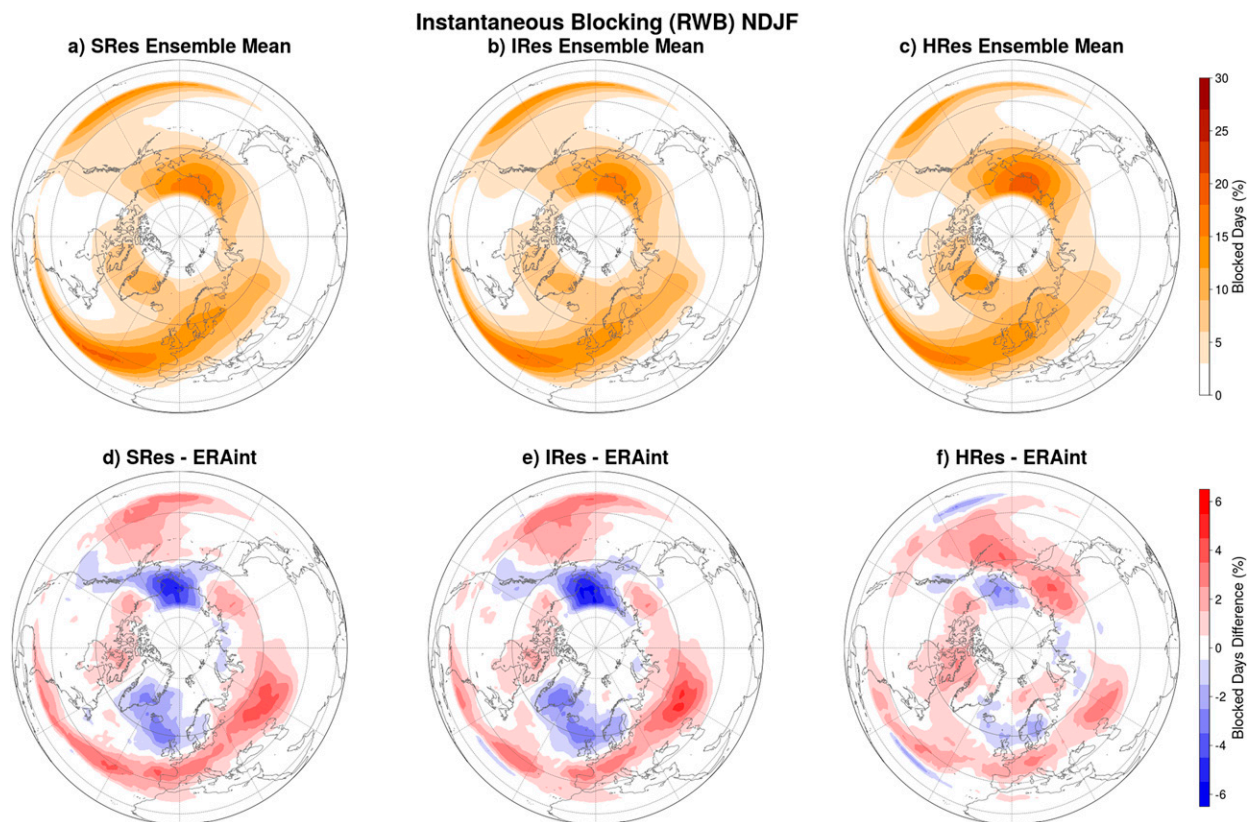 Instantaneous Blocking (RWB) NDJF
a) SRes Ensemble Mean
b) IRes Ensemble Mean
c) HRes Ensemble Mean
30
25
20
15
10
5
0
Blocked Days (%)
d) SRes - ERAint
e) IRes - ERAint
f) HRes - ERAint
6
4
2
0
-2
-4
-6
Blocked Days Difference (%)